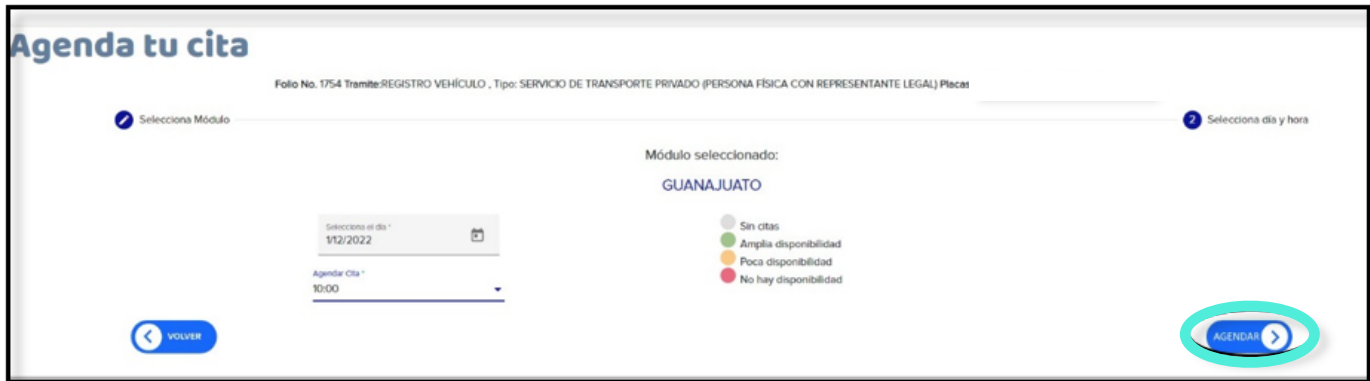 Agenda tu cita
Folio No. 1754 Tramite:REGISTRO VEHÍCULO , Tipo: SERVICIO DE TRANSPORTE PRIVADO (PERSONA FÍSICA CON REPRESENTANTE LEGAL) Placas
Selecciona Módulo
2 Selecciona día y hora
Módulo seleccionado:
GUANAJUATO
Selecciona el día *
1/12/2022
Agendar Cita *
10:00
Sin citas
Amplia disponibilidad
Poca disponibilidad
No hay disponibilidad
VOLVER
AGENDAR